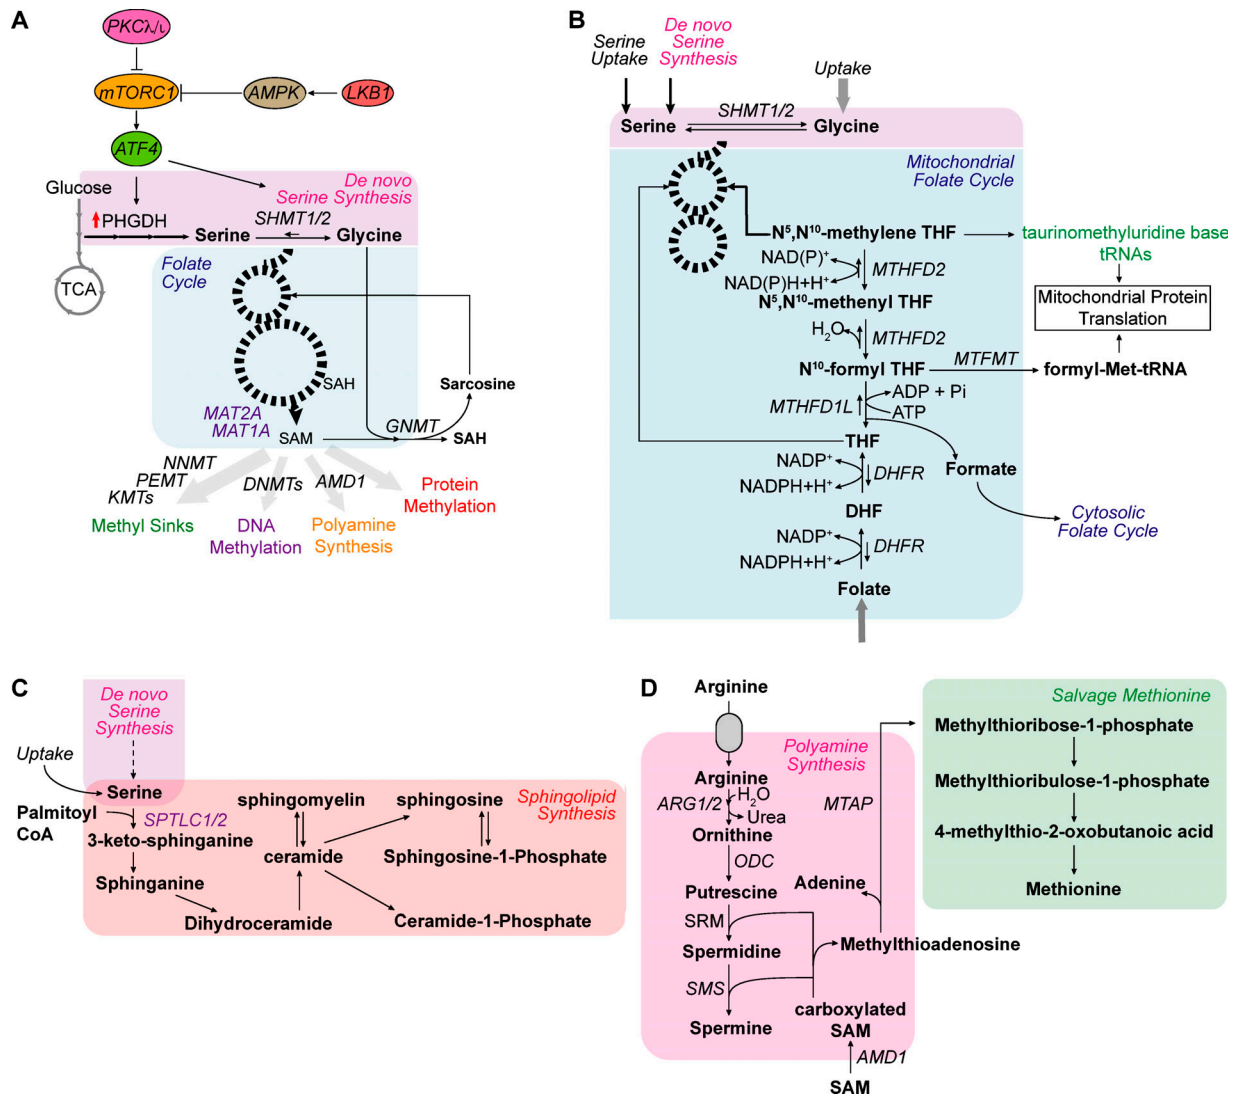 A
PKCλ/ι
mTORC1
AMPK
LKB1
ATF4
Glucose
De novo
Serine Synthesis
PHGDH
SHMT1/2
Serine
Glycine
Folate
Cycle
TCA
SAH
Sarcosine
MAT2A
MAT1A
SAM
GNMT
SAH
NNMT
PEMT
KMTs
DNMTs
AMD1
Protein
Methylation
Methyl Sinks
DNA
Methylation
Polyamine
Synthesis
B
Serine
Uptake
De novo
Serine
Synthesis
Uptake
Serine
SHMT1/2
Glycine
Mitochondrial
Folate Cycle
N⁵,N¹⁰-methylene THF
taurinomethyluridine base
tRNAs
NAD(P)⁺
MTHFD2
NAD(P)H+H⁺
N⁵,N¹⁰-methenyl THF
Mitochondrial Protein
Translation
H₂O
MTHFD2
N¹⁰-formyl THF
MTFMT
formyl-Met-tRNA
ADP + Pi
MTHFD1L
ATP
THF
NADP⁺
DHFR
NADPH+H⁺
Formate
DHF
Cytosolic
Folate Cycle
NADP⁺
DHFR
NADPH+H⁺
Folate
C
De novo
Serine
Synthesis
Uptake
Serine
Palmitoyl
CoA
SPTLC1/2
3-keto-sphinganine
Sphinganine
Dihydroceramide
sphingomyelin
ceramide
sphingosine
Sphingosine-1-Phosphate
Ceramide-1-Phosphate
Sphingolipid
Synthesis
D
Arginine
Polyamine
Synthesis
Arginine
ARG1/2
H₂O
Urea
Ornithine
ODC
Putrescine
SRM
Spermidine
SMS
Spermine
Adenine
MTAP
Methylthioadenosine
carboxylated
SAM
AMD1
SAM
Salvage Methionine
Methylthioribose-1-phosphate
Methylthioribulose-1-phosphate
4-methylthio-2-oxobutanoic acid
Methionine